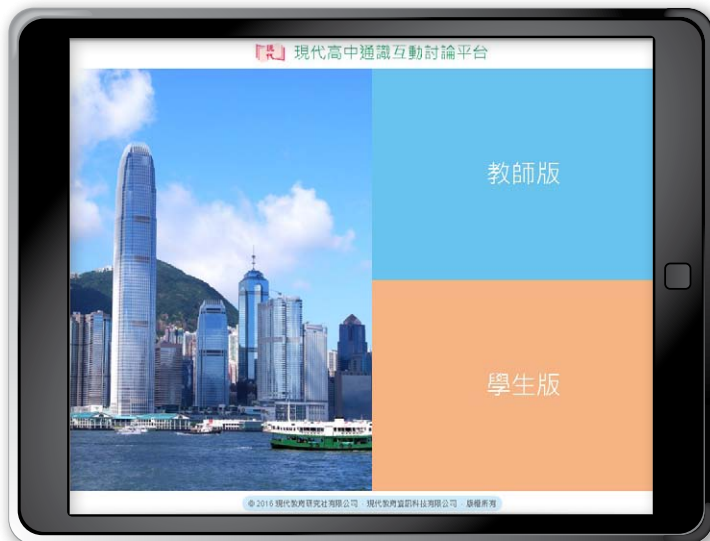 現代 現代高中通識互動討論平台
教師版
學生版
© 2016 現代教育研究社有限公司 · 現代教育資訊科技有限公司 · 版權所有